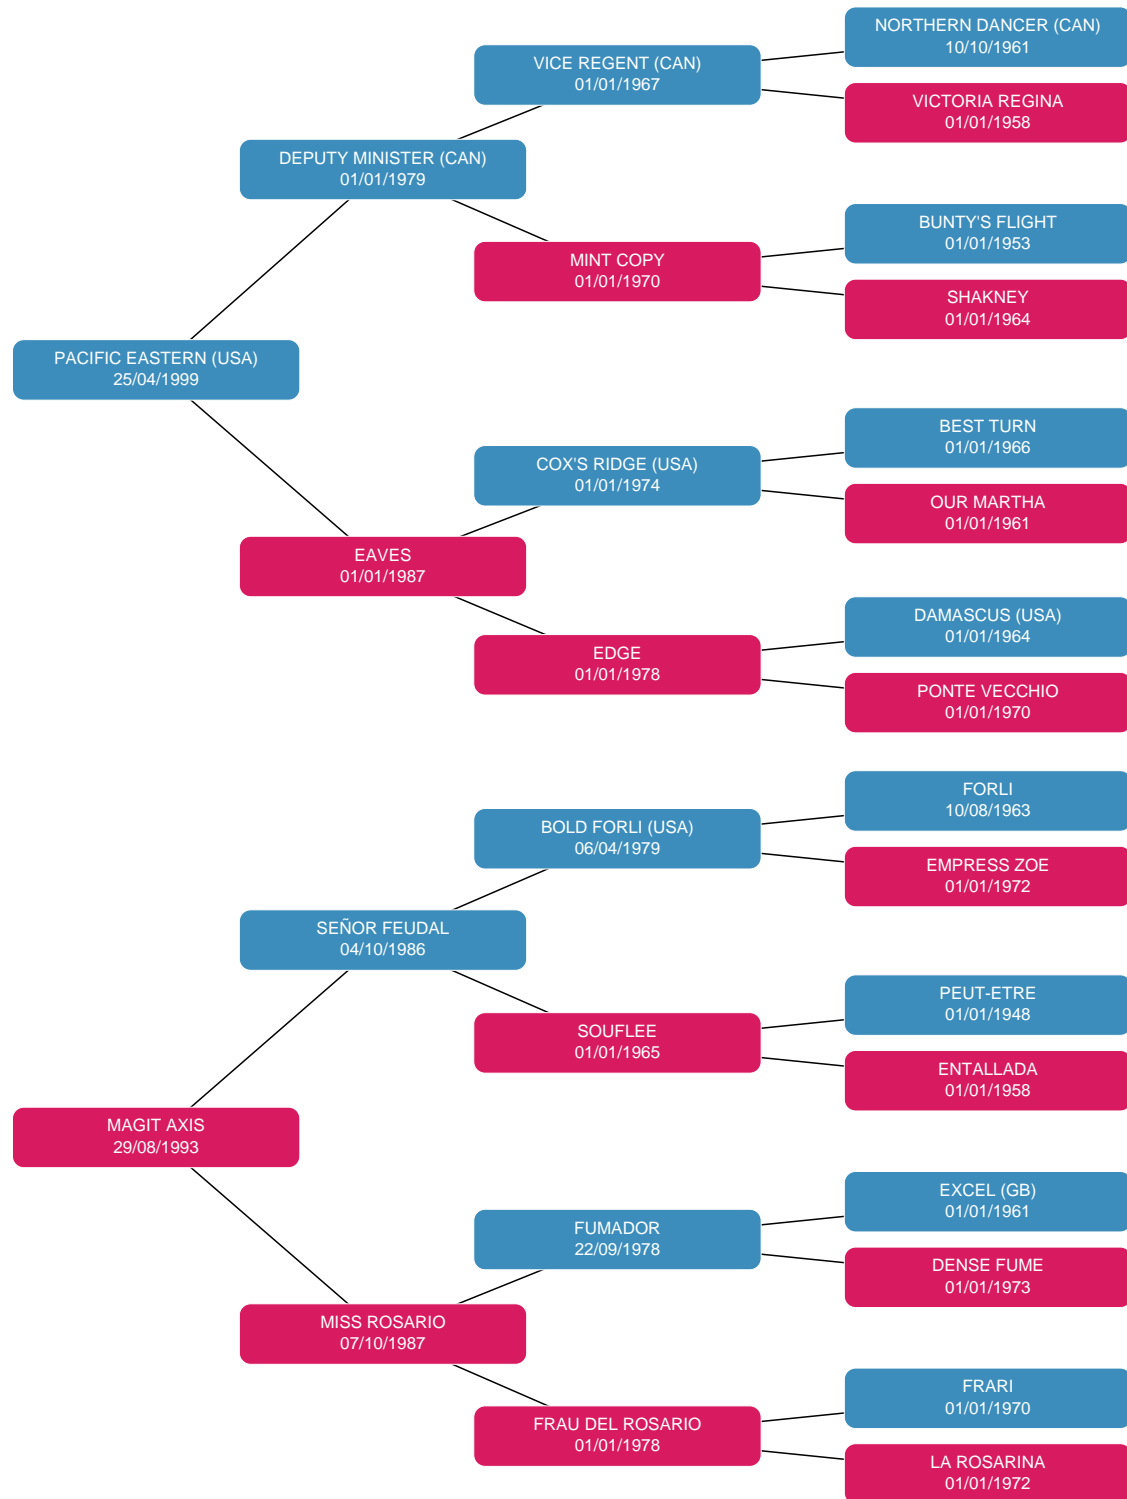 NORTHERN DANCER (CAN)
10/10/1961
VICE REGENT (CAN)
01/01/1967
VICTORIA REGINA
01/01/1958
DEPUTY MINISTER (CAN)
01/01/1979
BUNTY'S FLIGHT
01/01/1953
MINT COPY
01/01/1970
SHAKNEY
01/01/1964
PACIFIC EASTERN (USA)
25/04/1999
BEST TURN
01/01/1966
COX'S RIDGE (USA)
01/01/1974
OUR MARTHA
01/01/1961
EAVES
01/01/1987
DAMASCUS (USA)
01/01/1964
EDGE
01/01/1978
PONTE VECCHIO
01/01/1970
FORLI
10/08/1963
BOLD FORLI (USA)
06/04/1979
EMPRESS ZOE
01/01/1972
SEÑOR FEUDAL
04/10/1986
PEUT-ETRE
01/01/1948
SOUFLEE
01/01/1965
ENTALLADA
01/01/1958
MAGIT AXIS
29/08/1993
EXCEL (GB)
01/01/1961
FUMADOR
22/09/1978
DENSE FUME
01/01/1973
MISS ROSARIO
07/10/1987
FRARI
01/01/1970
FRAU DEL ROSARIO
01/01/1978
LA ROSARINA
01/01/1972